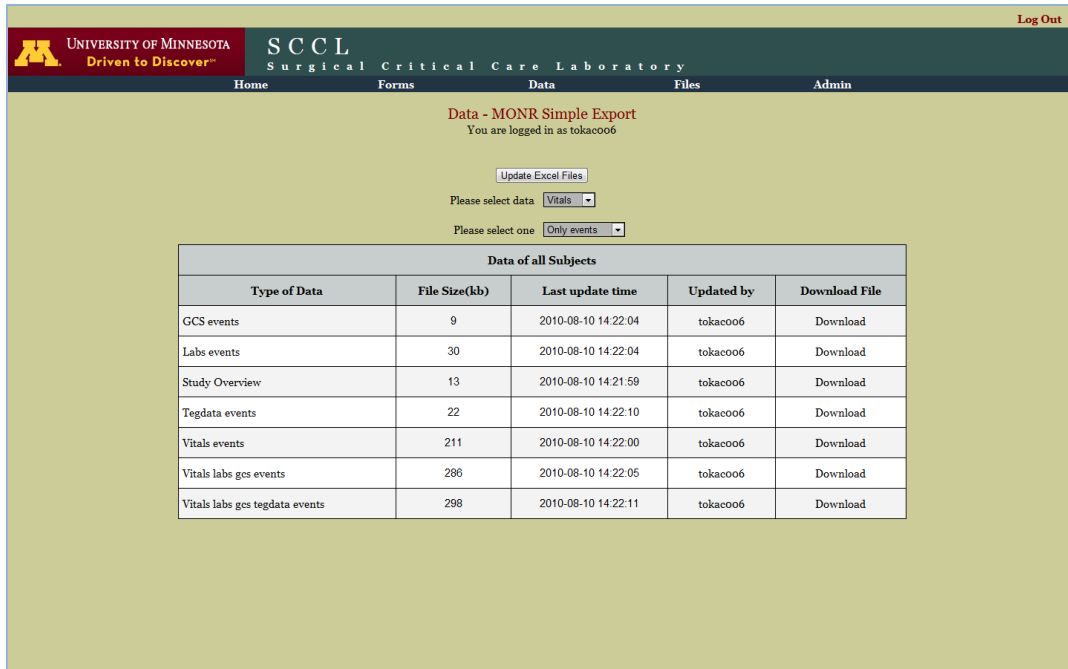 Log Out
UNIVERSITY OF MINNESOTA
Driven to Discover℠
SCCL
Surgical Critical Care Laboratory
Home Forms Data Files Admin
Data - MONR Simple Export
You are logged in as tokac006
Update Excel Files
Please select data Vitals
Please select one Only events
Data of all Subjects
Type of Data File Size(kb) Last update time Updated by Download File
GCS events 9 2010-08-10 14:22:04 tokac006 Download
Labs events 30 2010-08-10 14:22:04 tokac006 Download
Study Overview 13 2010-08-10 14:21:59 tokac006 Download
Tegdata events 22 2010-08-10 14:22:10 tokac006 Download
Vitals events 211 2010-08-10 14:22:00 tokac006 Download
Vitals labs gcs events 286 2010-08-10 14:22:05 tokac006 Download
Vitals labs gcs tegdata events 298 2010-08-10 14:22:11 tokac006 Download